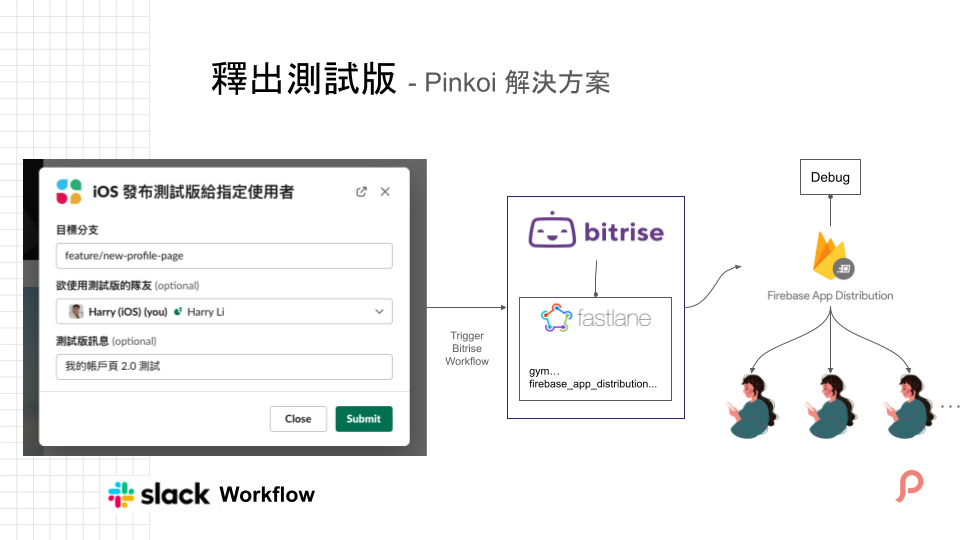 釋出測試版 - Pinkoi 解決方案
iOS 發布測試版給指定使用者
目標分支
feature/new-profile-page
欲使用測試版的隊友 (optional)
Harry (iOS) (you) Harry Li
測試版訊息 (optional)
我的帳戶頁 2.0 測試
Close Submit
slack Workflow
Trigger
Bitrise
Workflow
bitrise
fastlane
gym…
firebase_app_distribution...
Debug
Firebase App Distribution
...